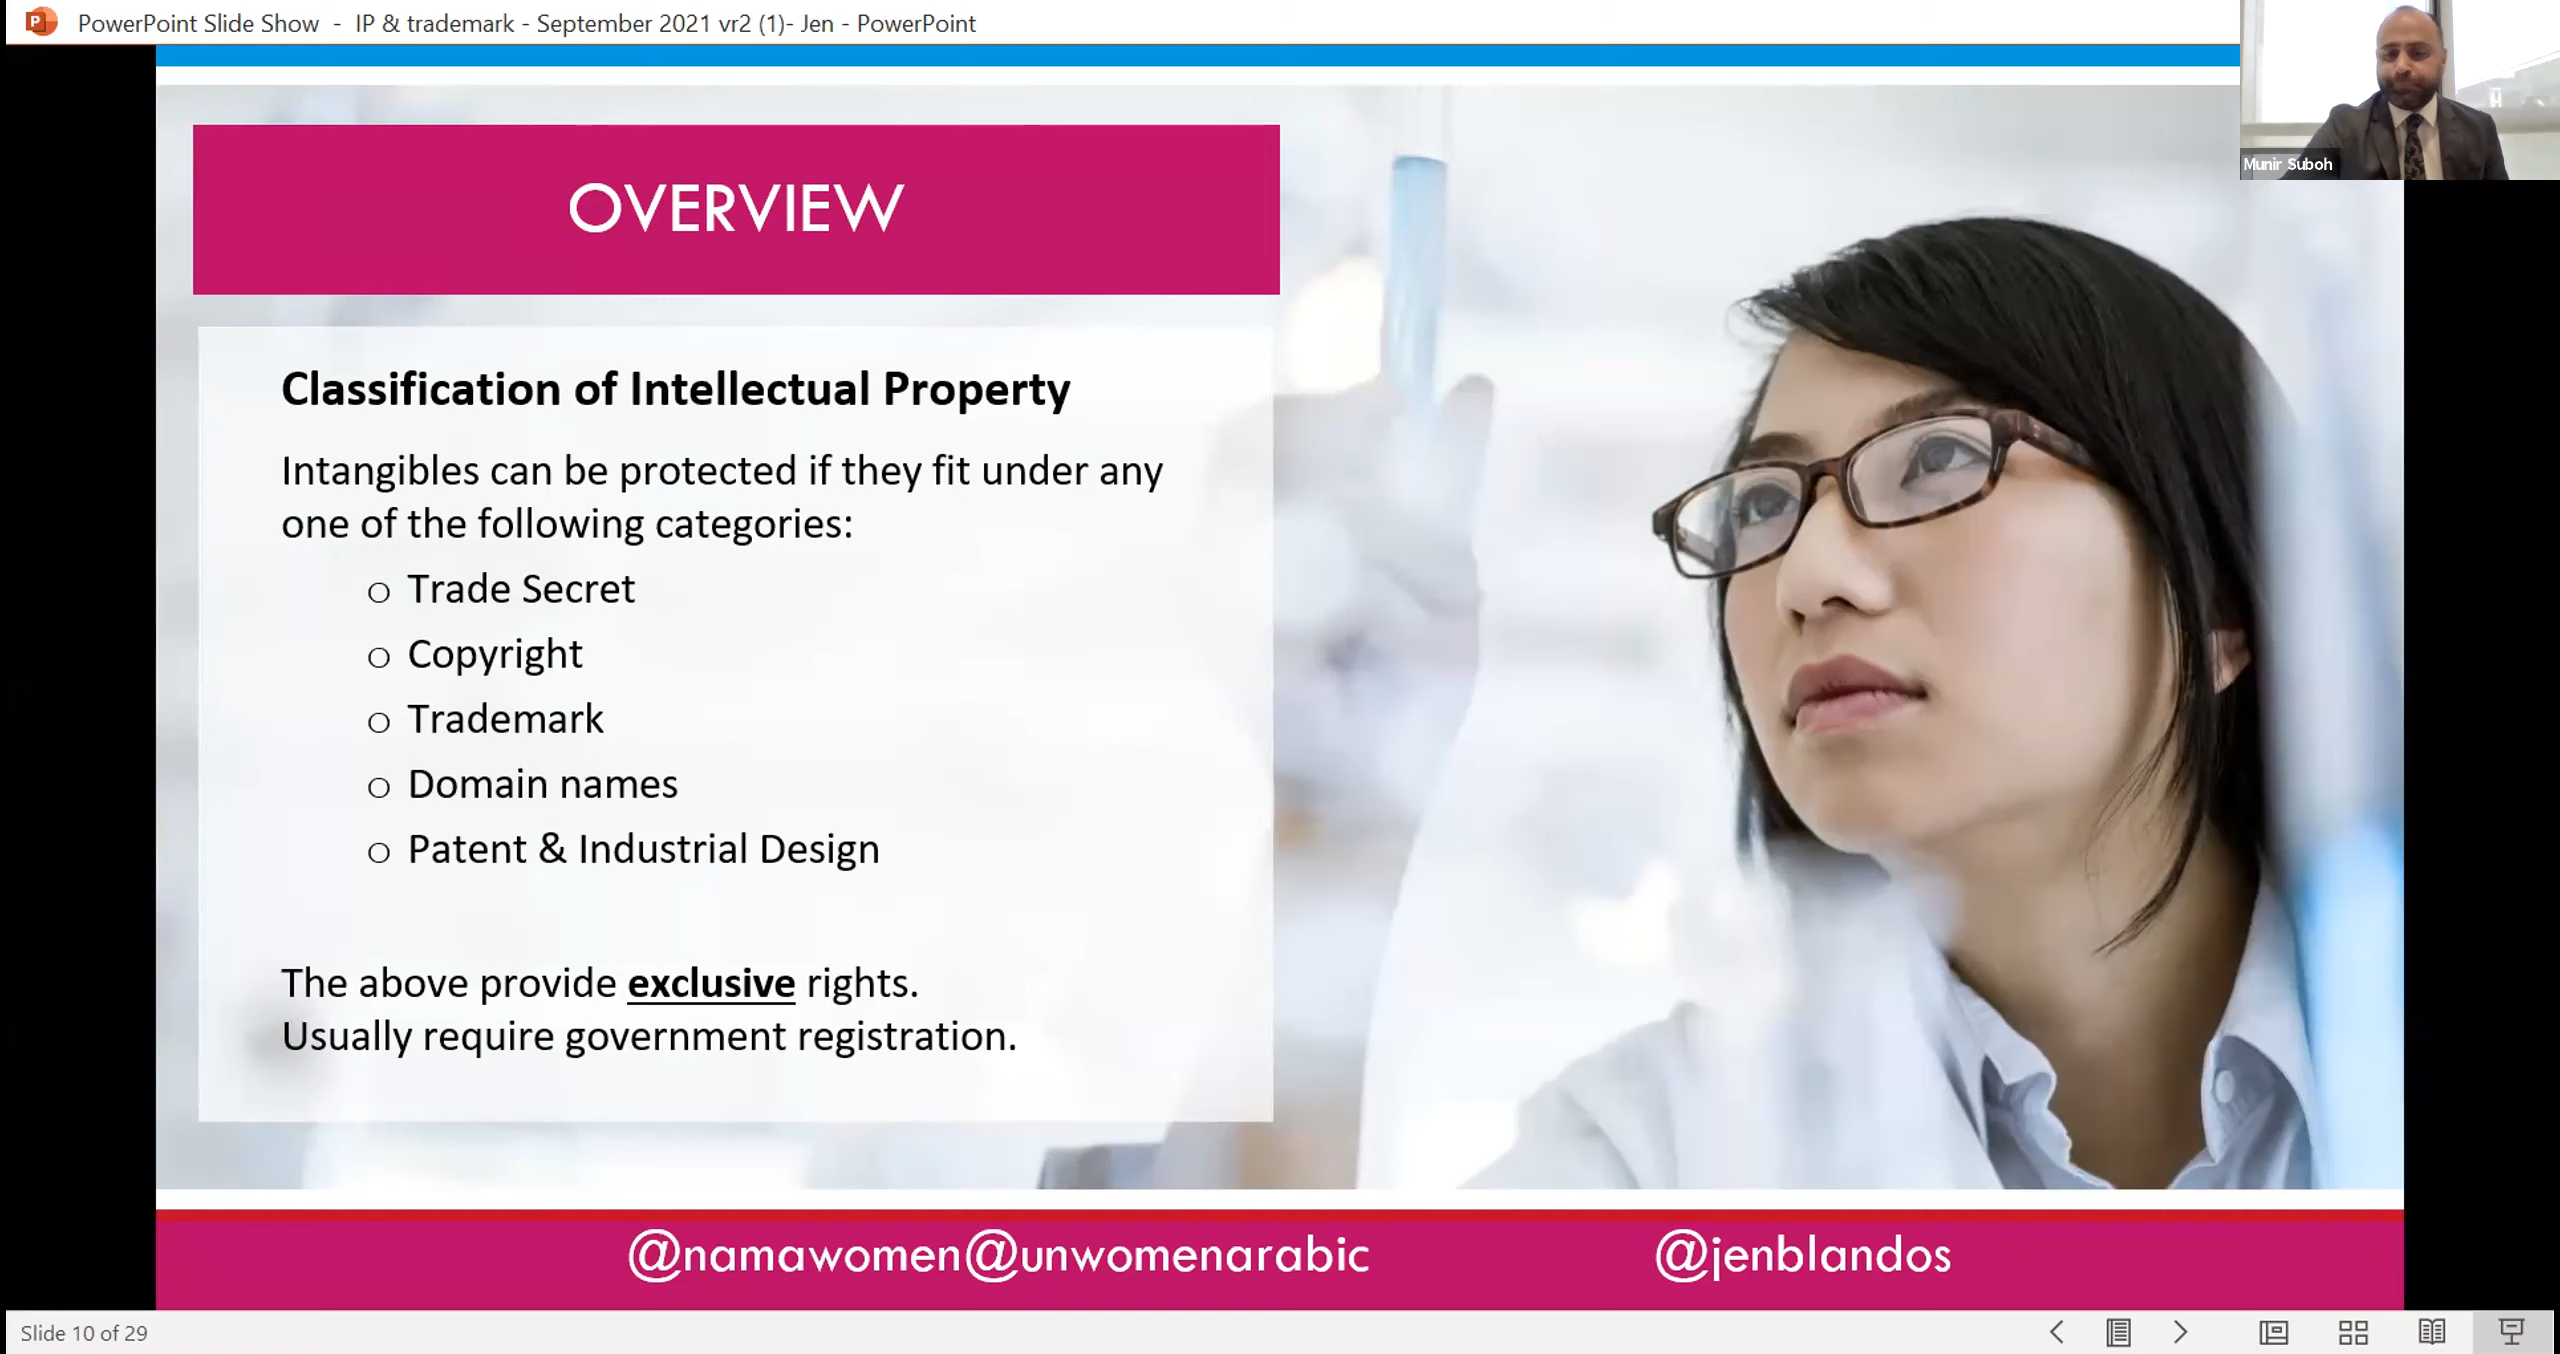 PowerPoint Slide Show - IP & trademark - September 2021 vr2 (1)- Jen - PowerPoint
Munir Suboh
OVERVIEW
Classification of Intellectual Property
Intangibles can be protected if they fit under any
one of the following categories:
o Trade Secret
o Copyright
o Trademark
o Domain names
o Patent & Industrial Design
The above provide exclusive rights.
Usually require government registration.
@namawomen@unwomenarabic @jenblandos
Slide 10 of 29